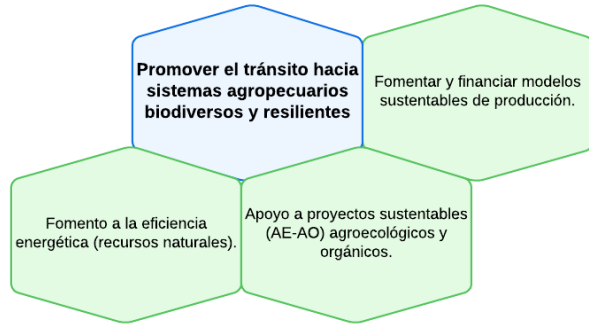 Promover el tránsito hacia
sistemas agropecuarios
biodiversos y resilientes
Fomentar y financiar modelos
sustentables de producción.
Fomento a la eficiencia
energética (recursos naturales).
Apoyo a proyectos sustentables
(AE-AO) agroecológicos y
orgánicos.